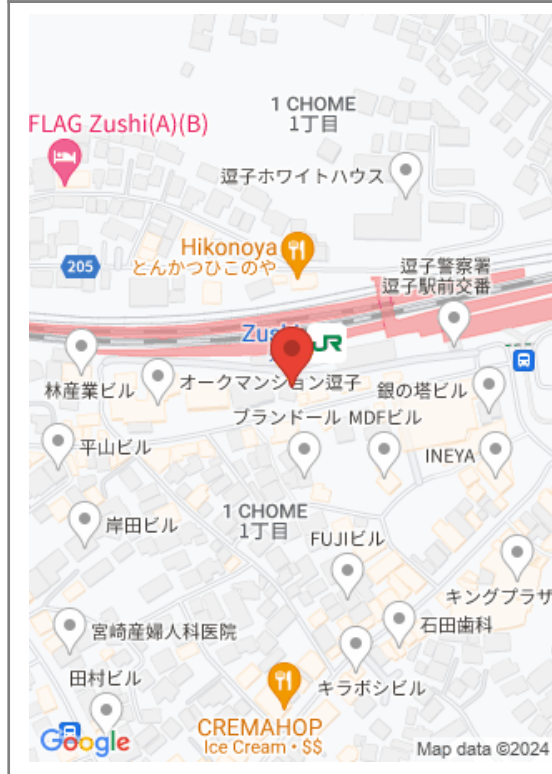 1 CHOME
1丁目
FLAG Zushi(A)(B)
逗子ホワイトハウス
Hikonoya
とんかつひこのや
205
逗子警察署
逗子駅前交番
JR
林産業ビル
オークマンション逗子
銀の塔ビル
ブランドール
MDFビル
平山ビル
INEYA
1 CHOME
1丁目
岸田ビル
FUJIビル
キングプラザ
宮崎産婦人科医院
石田歯科
田村ビル
キラボシビル
CREMAHOP
Ice Cream • $$
Google
Map data ©2024